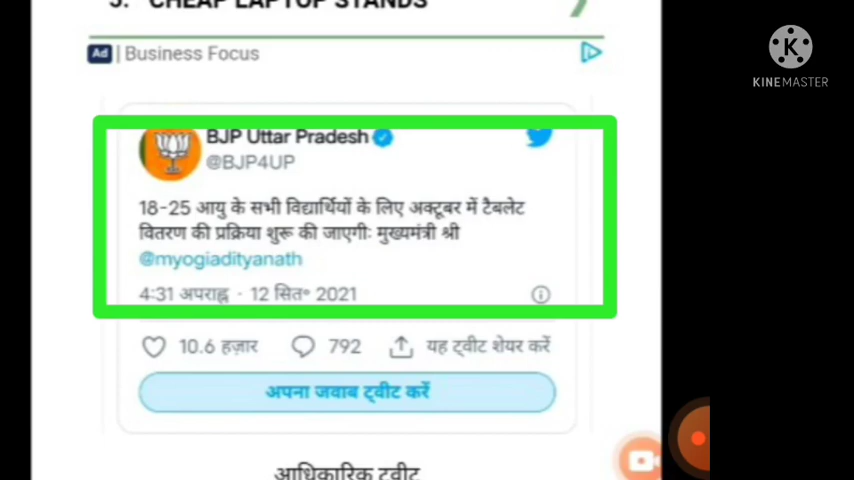 5. CHEAP LAPTOP STANDS
Ad | Business Focus
K
KINEMASTER
BJP Uttar Pradesh
@BJP4UP
18-25 आयु के सभी विद्यार्थियों के लिए अक्टूबर में टैबलेट
वितरण की प्रक्रिया शुरू की जाएगी: मुख्यमंत्री श्री
@myogiadityanath
4:31 अपराह्न · 12 सित॰ 2021
10.6 हज़ार 792 यह ट्वीट शेयर करें
अपना जवाब ट्वीट करें
आधिकारिक ट्वीट